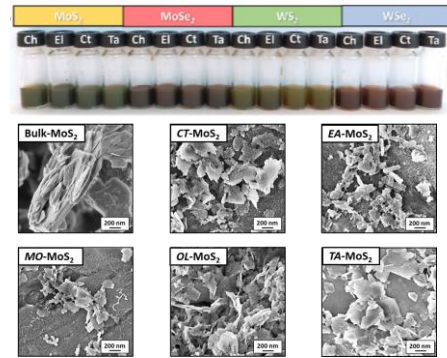 MoS2 MoSe2 WS2 WSe2
Ch El Ct Ta Ch El Ct Ta Ch El Ct Ta Ch El Ct Ta
Bulk-MoS2 CT-MoS2 EA-MoS2
200 nm 200 nm 200 nm
MO-MoS2 OL-MoS2 TA-MoS2
200 nm 200 nm 200 nm